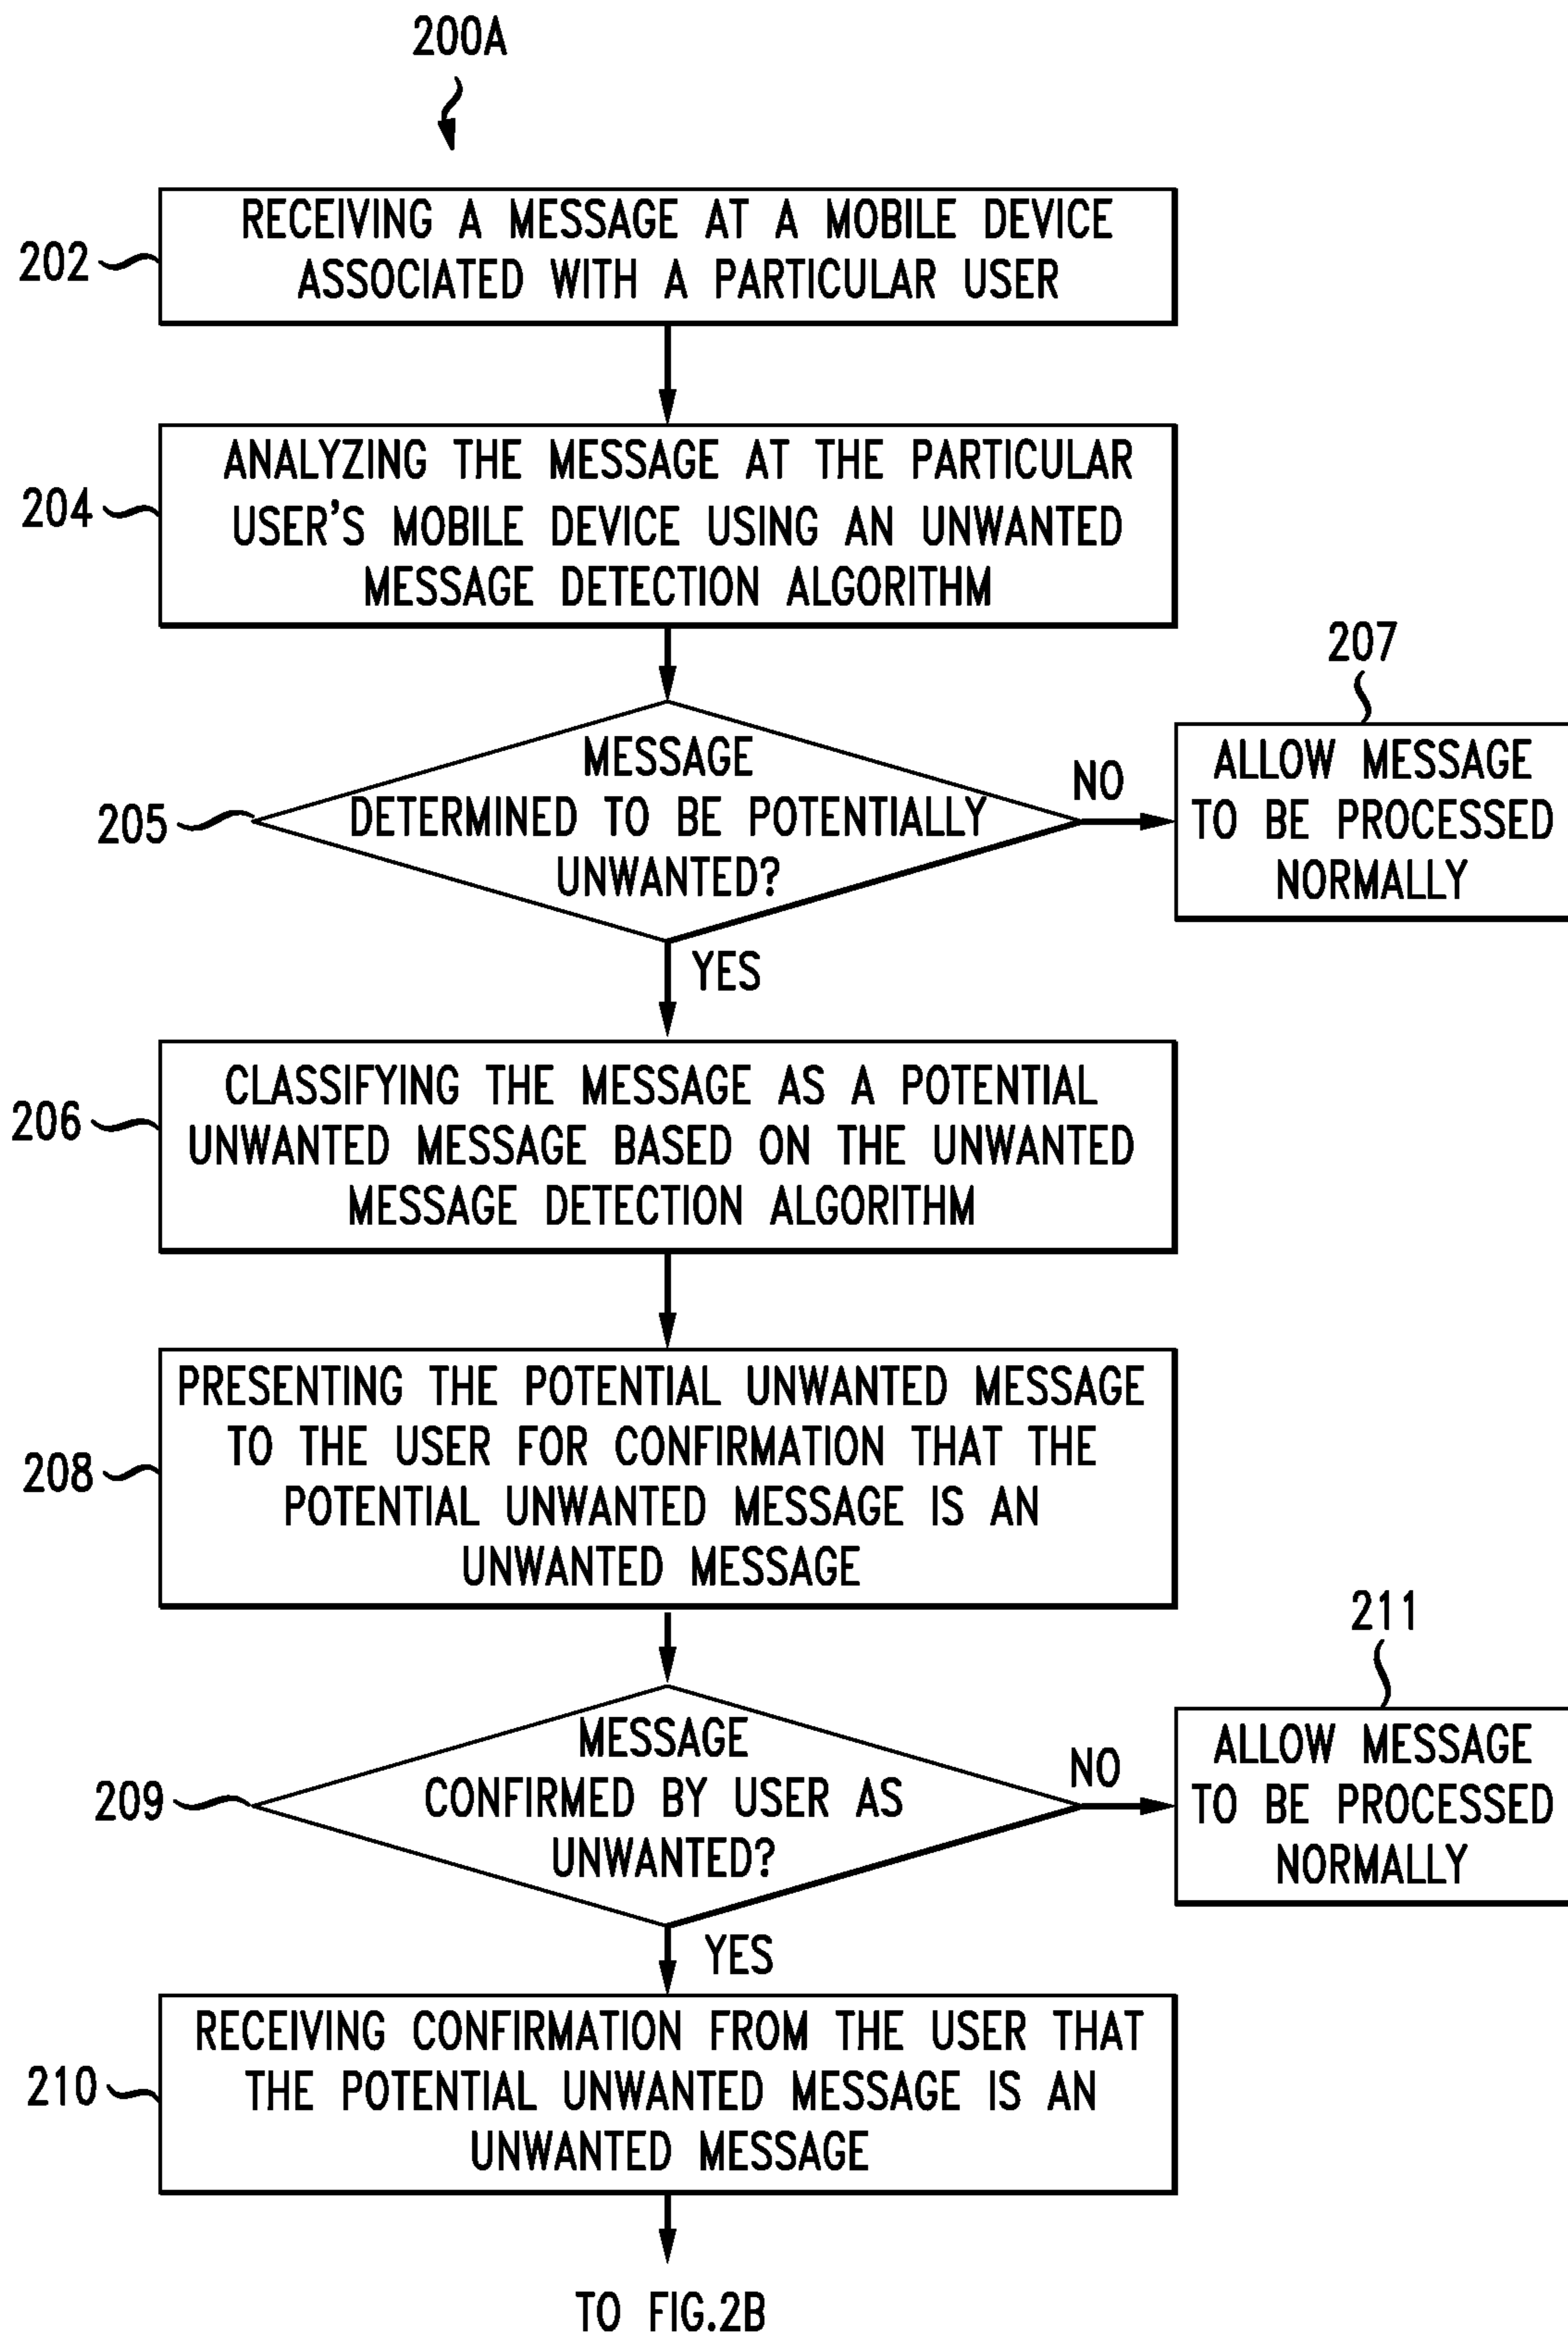 200A
202
RECEIVING A MESSAGE AT A MOBILE DEVICE
ASSOCIATED WITH A PARTICULAR USER
204
ANALYZING THE MESSAGE AT THE PARTICULAR
USER'S MOBILE DEVICE USING AN UNWANTED
MESSAGE DETECTION ALGORITHM
205
MESSAGE
DETERMINED TO BE POTENTIALLY
UNWANTED?
NO
207
ALLOW MESSAGE
TO BE PROCESSED
NORMALLY
YES
206
CLASSIFYING THE MESSAGE AS A POTENTIAL
UNWANTED MESSAGE BASED ON THE UNWANTED
MESSAGE DETECTION ALGORITHM
208
PRESENTING THE POTENTIAL UNWANTED MESSAGE
TO THE USER FOR CONFIRMATION THAT THE
POTENTIAL UNWANTED MESSAGE IS AN
UNWANTED MESSAGE
209
MESSAGE
CONFIRMED BY USER AS
UNWANTED?
NO
211
ALLOW MESSAGE
TO BE PROCESSED
NORMALLY
YES
210
RECEIVING CONFIRMATION FROM THE USER THAT
THE POTENTIAL UNWANTED MESSAGE IS AN
UNWANTED MESSAGE
TO FIG.2B